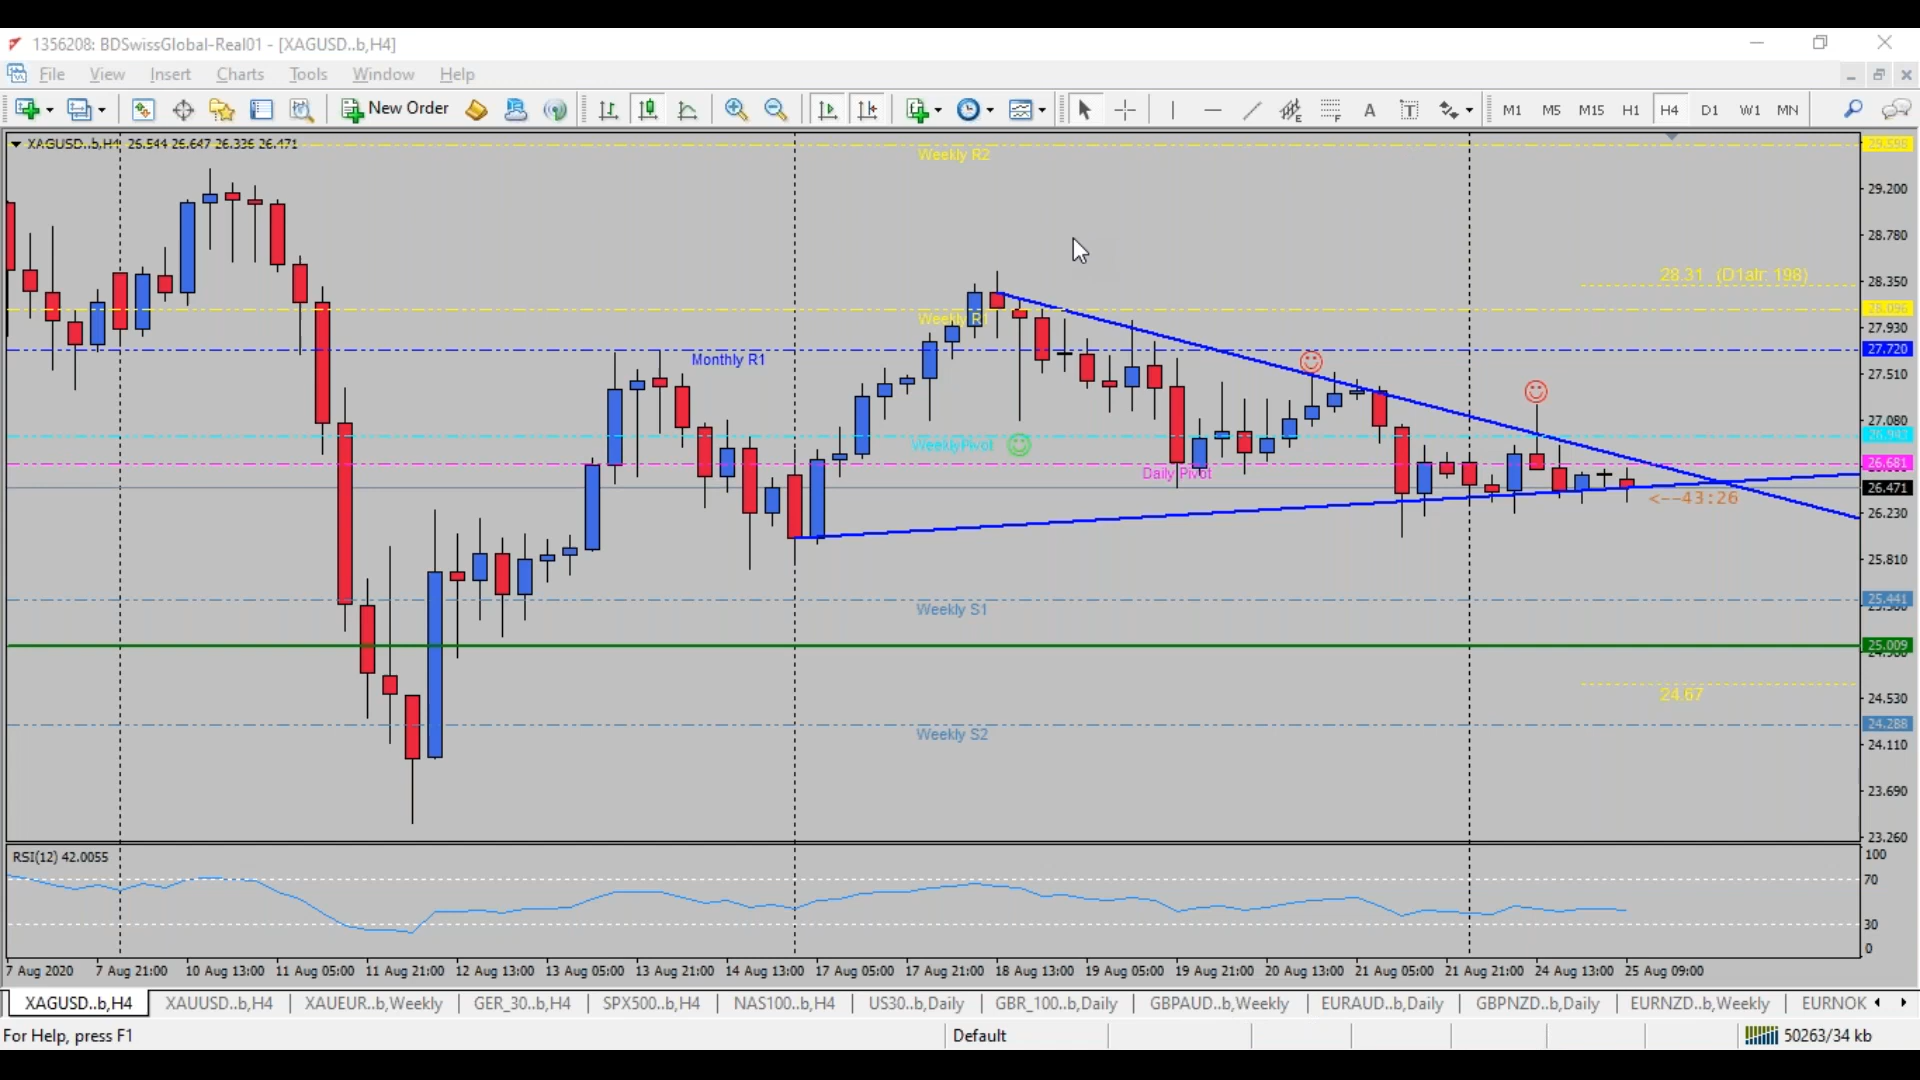 1356208: BDSwissGlobal-Real01 - [XAGUSD..b,H4]
File View Insert Charts Tools Window Help
New Order M1 M5 M15 H1 H4 D1 W1 MN
XAGUSD..b,H4 26.544 26.647 26.336 26.471
29.598
Weekly R2
29.200
28.780
28.31 (D1atr: 198)
28.350
28.096
Weekly R1
27.930
27.720
Monthly R1
27.510
27.080
26.943
Weekly Pivot
26.681
Daily Pivot
26.471
<--43:26
26.230
25.810
25.441
Weekly S1
25.009
24.67
24.530
24.288
Weekly S2
24.110
23.690
23.260
RSI(12) 42.0055
100
70
30
0
7 Aug 2020 7 Aug 21:00 10 Aug 13:00 11 Aug 05:00 11 Aug 21:00 12 Aug 13:00 13 Aug 05:00 13 Aug 21:00 14 Aug 13:00 17 Aug 05:00 17 Aug 21:00 18 Aug 13:00 19 Aug 05:00 19 Aug 21:00 20 Aug 13:00 21 Aug 05:00 21 Aug 21:00 24 Aug 13:00 25 Aug 09:00
XAGUSD..b,H4 XAUUSD..b,H4 XAUEUR..b,Weekly GER_30..b,H4 SPX500..b,H4 NAS100..b,H4 US30..b,Daily GBR_100..b,Daily GBPAUD..b,Weekly EURAUD..b,Daily GBPNZD..b,Daily EURNZD..b,Weekly EURNOK
For Help, press F1 Default 50263/34 kb